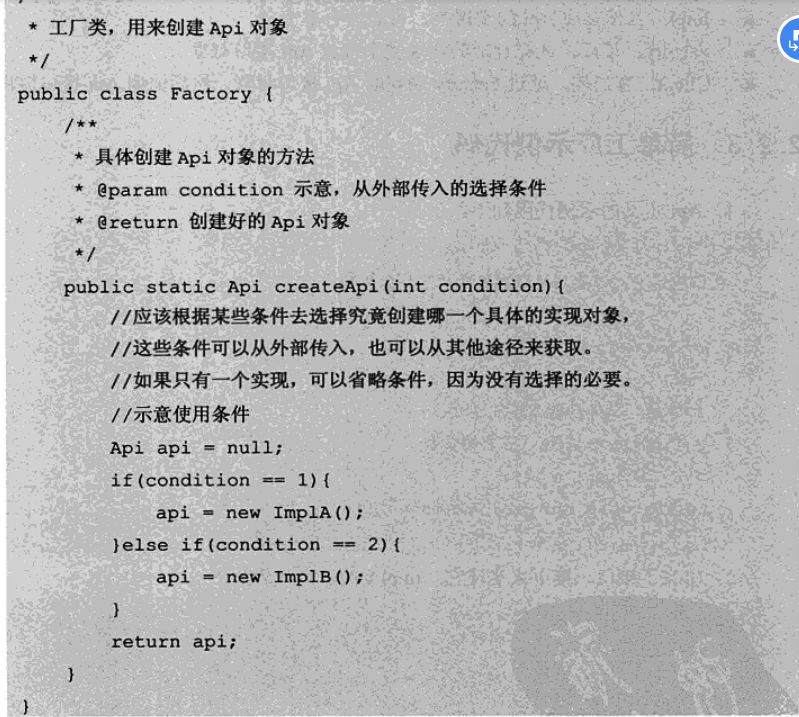 * 工厂类，用来创建 Api 对象
*/
public class Factory {
/**
* 具体创建 Api 对象的方法
* @param condition 示意，从外部传入的选择条件
* @return 创建好的 Api 对象
*/
public static Api createApi(int condition){
//应该根据某些条件去选择究竟创建哪一个具体的实现对象，
//这些条件可以从外部传入，也可以从其他途径来获取。
//如果只有一个实现，可以省略条件，因为没有选择的必要。
//示意使用条件
Api api = null;
if(condition == 1){
api = new ImplA();
}else if(condition == 2){
api = new ImplB();
}
return api;
}
}